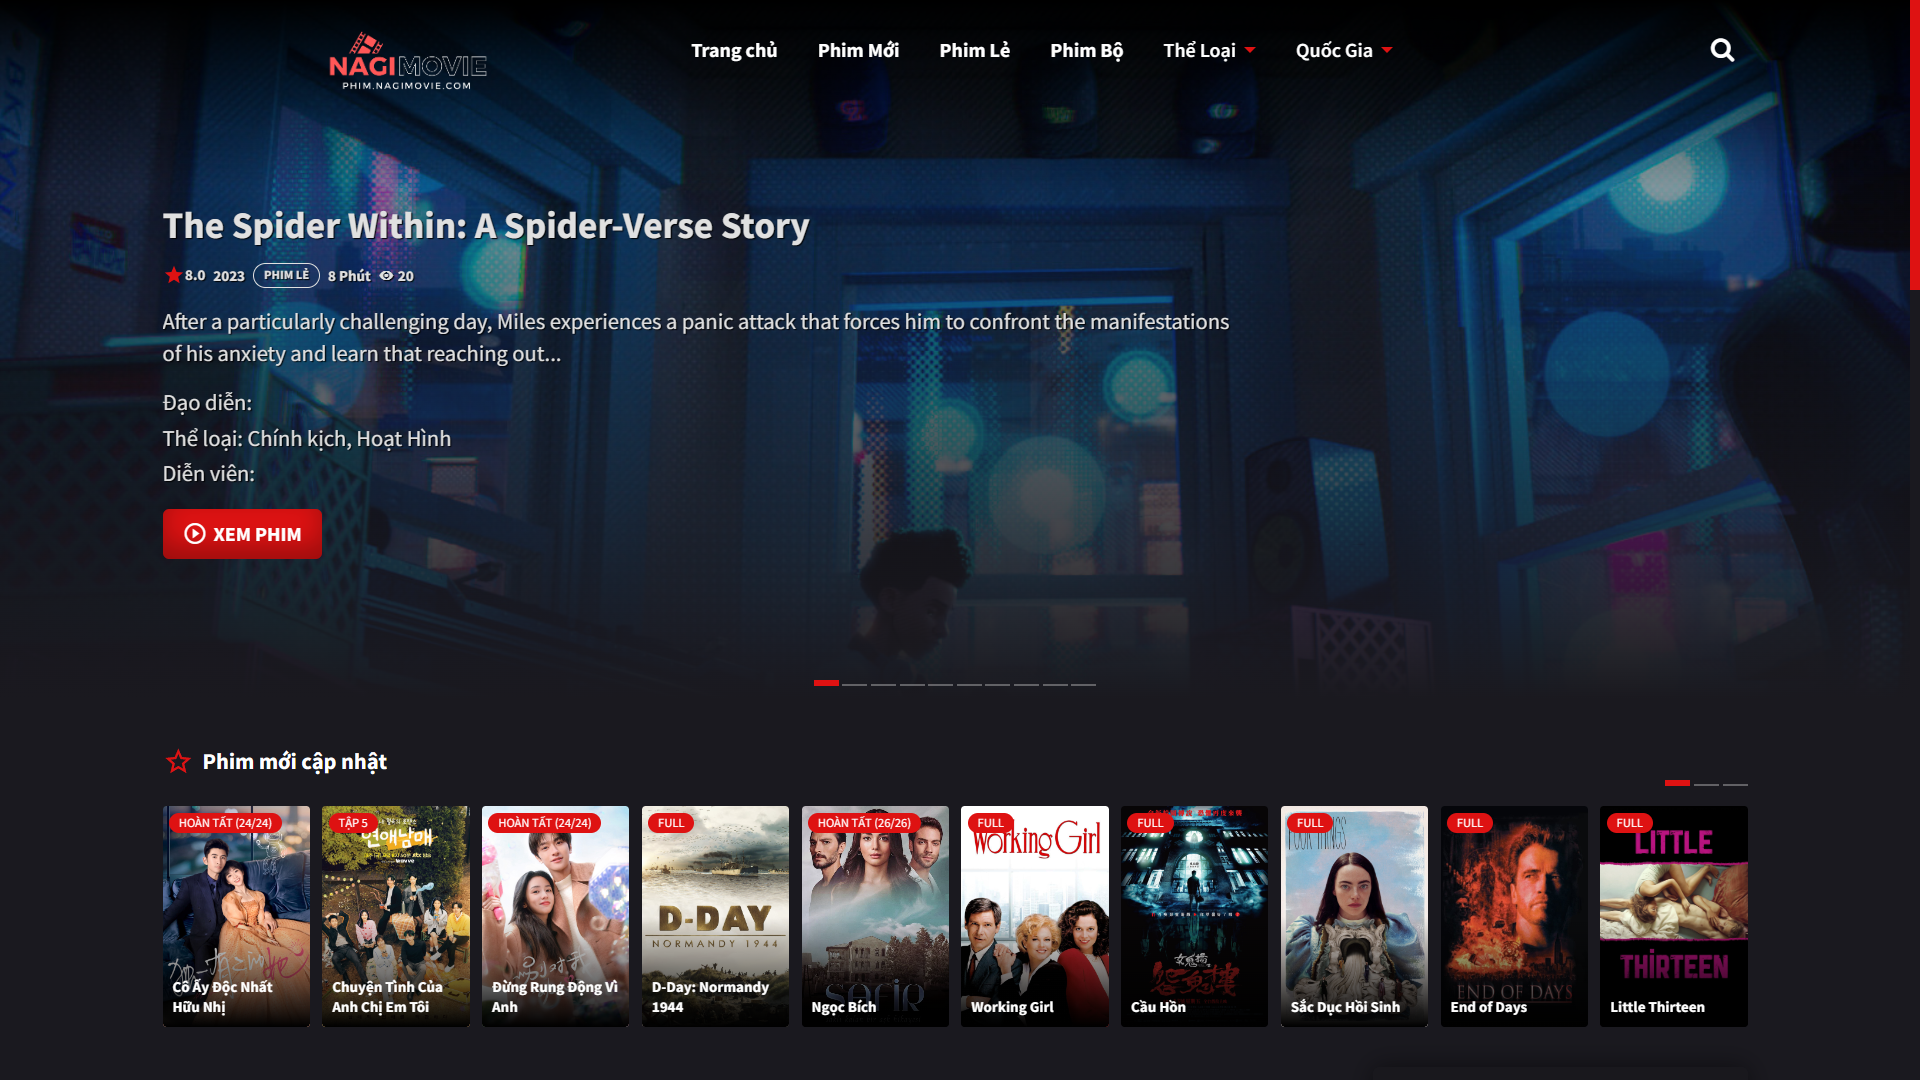 NAGIMOVIE
PHIM.NAGIMOVIE.COM
Trang chủ
Phim Mới
Phim Lẻ
Phim Bộ
Thể Loại
Quốc Gia
The Spider Within: A Spider-Verse Story
8.0 2023 PHIM LẺ 8 Phút 20
After a particularly challenging day, Miles experiences a panic attack that forces him to confront the manifestations
of his anxiety and learn that reaching out...
Đạo diễn:
Thể loại: Chính kịch, Hoạt Hình
Diễn viên:
XEM PHIM
Phim mới cập nhật
HOÀN TẤT (24/24)
Cô Ấy Độc Nhất
Hữu Nhị
TẬP 5
연애남매
Chuyện Tình Của
Anh Chị Em Tôi
HOÀN TẤT (24/24)
Đừng Rung Động Vì
Anh
FULL
D-DAY
NORMANDY 1944
D-Day: Normandy
1944
HOÀN TẤT (26/26)
SAFIR
Ngọc Bích
FULL
Working Girl
Working Girl
FULL
Cầu Hồn
FULL
POOR THINGS
Sắc Dục Hồi Sinh
FULL
END OF DAYS
End of Days
FULL
LITTLE
THiRTEEN
Little Thirteen